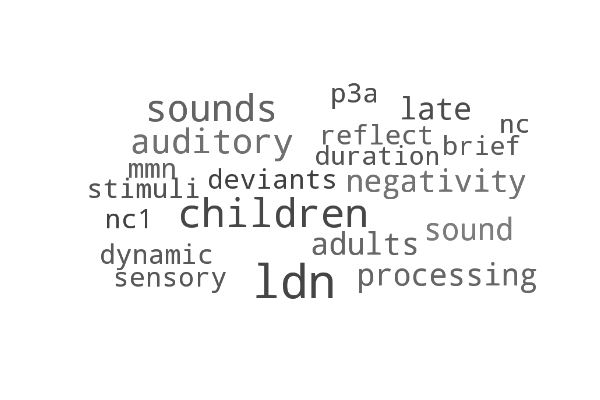 p3a
sounds late
nc
auditory reflect brief
duration
mmn
stimuli deviants negativity
nc1 children
adults sound
dynamic
sensory ldn processing